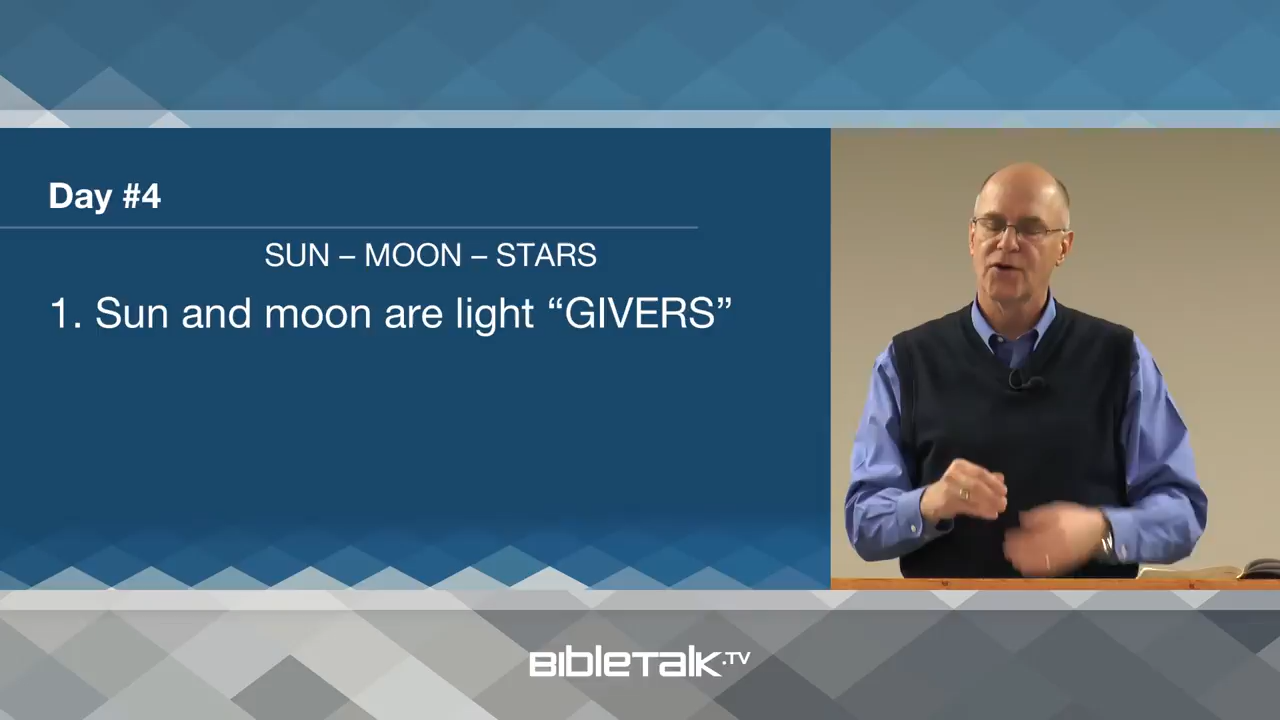 Day #4
SUN – MOON – STARS
1. Sun and moon are light “GIVERS”
BIBLETALK.TV